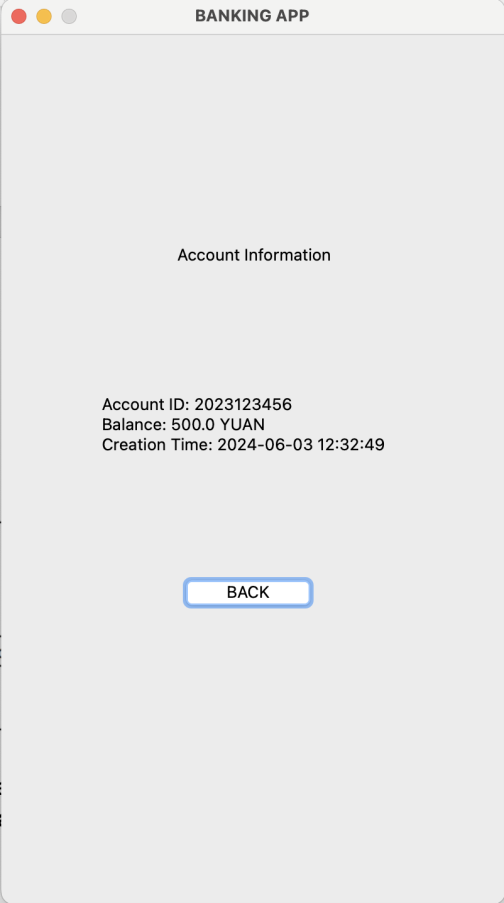 BANKING APP
Account Information
Account ID: 2023123456
Balance: 500.0 YUAN
Creation Time: 2024-06-03 12:32:49
BACK